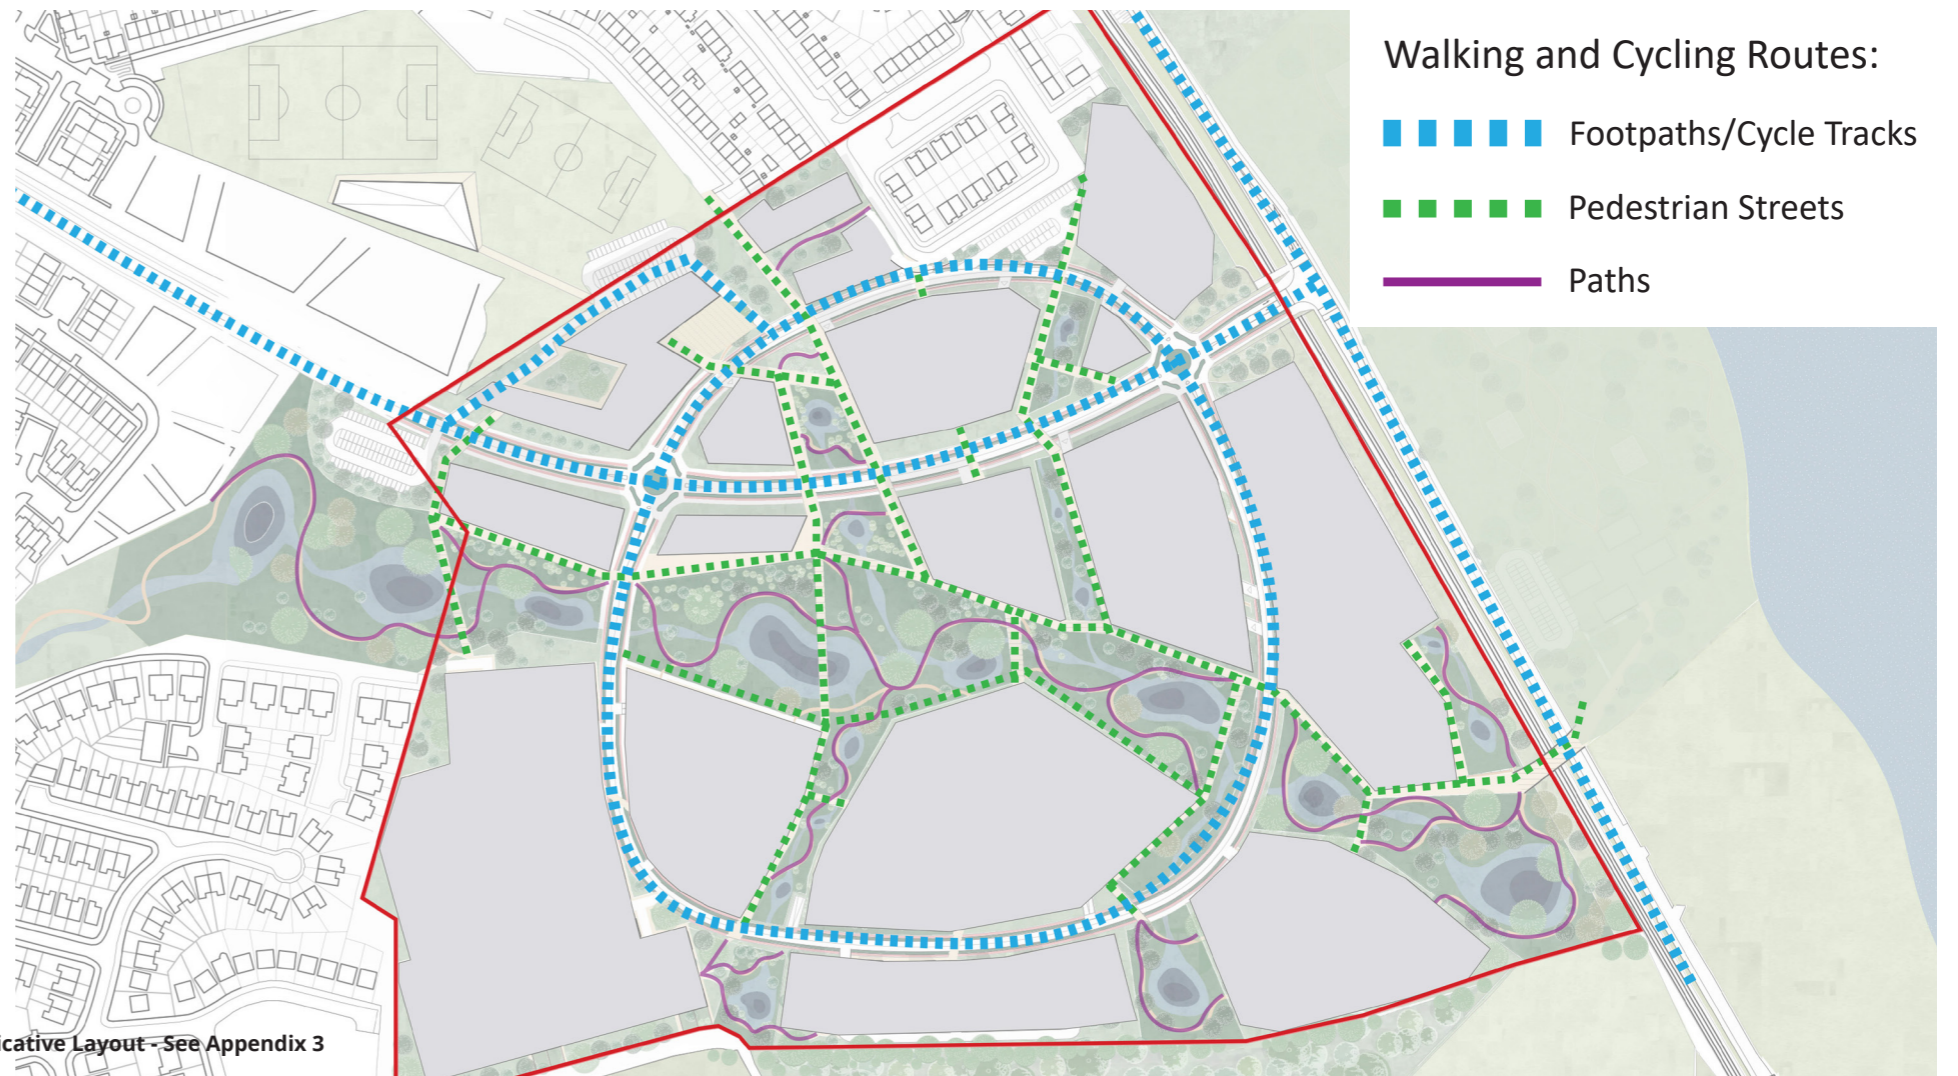 Walking and Cycling Routes:
Footpaths/Cycle Tracks
Pedestrian Streets
Paths
icative Layout - See Appendix 3